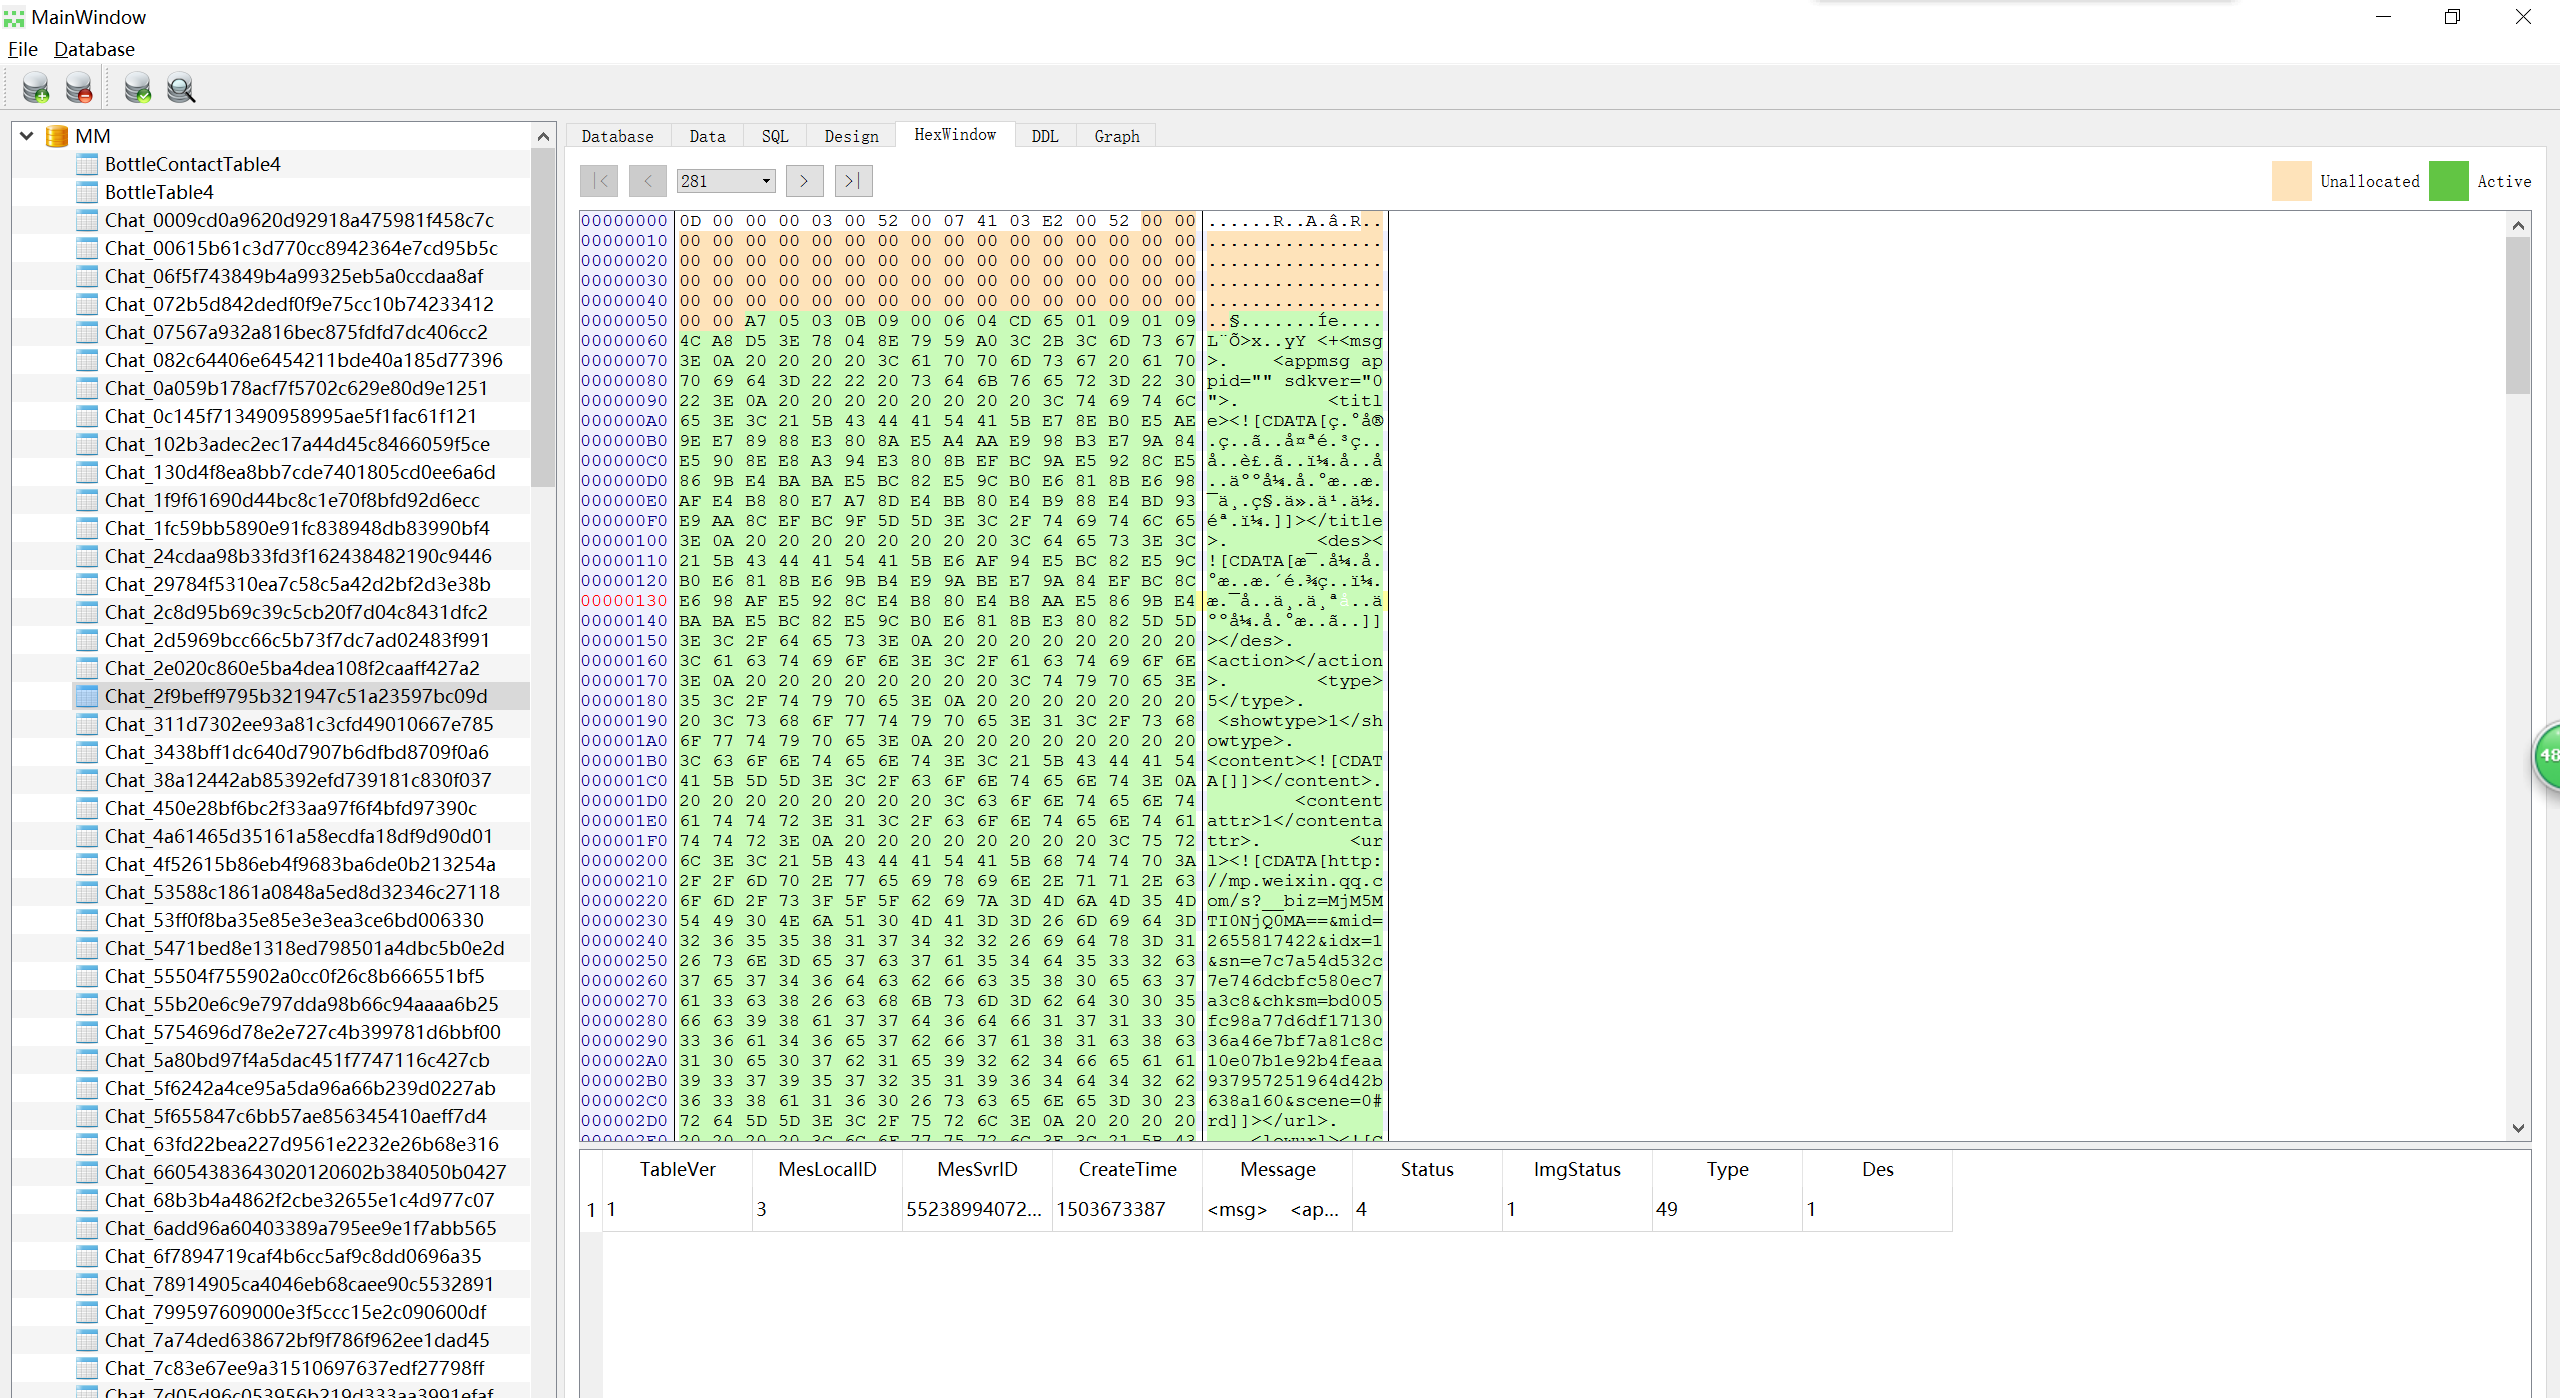 MainWindow
File Database
MM
BottleContactTable4
BottleTable4
Chat_0009cd0a9620d92918a475981f458c7c
Chat_00615b61c3d770cc8942364e7cd95b5c
Chat_06f5f743849b4a99325eb5a0ccdaa8af
Chat_072b5d842dedf0f9e75cc10b74233412
Chat_07567a932a816bec875fdfd7dc406cc2
Chat_082c64406e6454211bde40a185d77396
Chat_0a059b178acf7f5702c629e80d9e1251
Chat_0c145f713490958995ae5f1fac61f121
Chat_102b3adec2ec17a44d45c8466059f5ce
Chat_130d4f8ea8bb7cde7401805cd0ee6a6d
Chat_1f9f61690d44bc8c1e70f8bfd92d6ecc
Chat_1fc59bb5890e91fc838948db83990bf4
Chat_24cdaa98b33fd3f162438482190c9446
Chat_29784f5310ea7c58c5a42d2bf2d3e38b
Chat_2c8d95b69c39c5cb20f7d04c8431dfc2
Chat_2d5969bcc66c5b73f7dc7ad02483f991
Chat_2e020c860e5ba4dea108f2caaff427a2
Chat_2f9beff9795b321947c51a23597bc09d
Chat_311d7302ee93a81c3cfd49010667e785
Chat_3438bff1dc640d7907b6dfbd8709f0a6
Chat_38a12442ab85392efd739181c830f037
Chat_450e28bf6bc2f33aa97f6f4bfd97390c
Chat_4a61465d35161a58ecdfa18df9d90d01
Chat_4f52615b86eb4f9683ba6de0b213254a
Chat_53588c1861a0848a5ed8d32346c27118
Chat_53ff0f8ba35e85e3e3ea3ce6bd006330
Chat_5471bed8e1318ed798501a4dbc5b0e2d
Chat_55504f755902a0cc0f26c8b666551bf5
Chat_55b20e6c9e797dda98b66c94aaaa6b25
Chat_5754696d78e2e727c4b399781d6bbf00
Chat_5a80bd97f4a5dac451f7747116c427cb
Chat_5f6242a4ce95a5da96a66b239d0227ab
Chat_5f655847c6bb57ae856345410aeff7d4
Chat_63fd22bea227d9561e2232e26b68e316
Chat_66054383643020120602b384050b0427
Chat_68b3b4a4862f2cbe32655e1c4d977c07
Chat_6add96a60403389a795ee9e1f7abb565
Chat_6f7894719caf4b6cc5af9c8dd0696a35
Chat_78914905ca4046eb68caee90c5532891
Chat_799597609000e3f5ccc15e2c090600df
Chat_7a74ded638672bf9f786f962ee1dad45
Chat_7c83e67ee9a31510697637edf27798ff
Chat_7d05d96c053956b219d333aa3991efaf
Database Data SQL Design HexWindow DDL Graph
|< < 281 > >| Unallocated Active
00000000 0D 00 00 00 03 00 52 00 07 41 03 E2 00 52 00 00 ......R..A.â.R..
00000010 00 00 00 00 00 00 00 00 00 00 00 00 00 00 00 00 ................
00000020 00 00 00 00 00 00 00 00 00 00 00 00 00 00 00 00 ................
00000030 00 00 00 00 00 00 00 00 00 00 00 00 00 00 00 00 ................
00000040 00 00 00 00 00 00 00 00 00 00 00 00 00 00 00 00 ................
00000050 00 00 A7 05 03 0B 09 00 06 04 CD 65 01 09 01 09 ..§.......Íe....
00000060 4C A8 D5 3E 78 04 8E 79 59 A0 3C 2B 3C 6D 73 67 L¨Õ>x..yY <+<msg
00000070 3E 0A 20 20 20 20 3C 61 70 70 6D 73 67 20 61 70 >.    <appmsg ap
00000080 70 69 64 3D 22 22 20 73 64 6B 76 65 72 3D 22 30 pid="" sdkver="0
00000090 22 3E 0A 20 20 20 20 20 20 20 20 3C 74 69 74 6C ">.        <titl
000000A0 65 3E 3C 21 5B 43 44 41 54 41 5B E7 8E B0 E5 AE e><![CDATA[ç.°å®
000000B0 9E E7 89 88 E3 80 8A E5 A4 AA E9 98 B3 E7 9A 84 .ç..ã..å¤ªé.³ç..
000000C0 E5 90 8E E8 A3 94 E3 80 8B EF BC 9A E5 92 8C E5 å..è£.ã..ï¼.å..å
000000D0 86 9B E4 BA BA E5 BC 82 E5 9C B0 E6 81 8B E6 98 ..äººå¼.å.°æ..æ.
000000E0 AF E4 B8 80 E7 A7 8D E4 BB 80 E4 B9 88 E4 BD 93 ¯ä¸.ç§.ä».ä¹.ä½.
000000F0 E9 AA 8C EF BC 9F 5D 5D 3E 3C 2F 74 69 74 6C 65 éª.ï¼.]]></title
00000100 3E 0A 20 20 20 20 20 20 20 20 3C 64 65 73 3E 3C >.        <des><
00000110 21 5B 43 44 41 54 41 5B E6 AF 94 E5 BC 82 E5 9C ![CDATA[æ¯.å¼.å.
00000120 B0 E6 81 8B E6 9B B4 E9 9A BE E7 9A 84 EF BC 8C °æ..æ.´é.¾ç..ï¼.
00000130 E6 98 AF E5 92 8C E4 B8 80 E4 B8 AA E5 86 9B E4 æ.¯å..ä¸.ä¸ªå..ä
00000140 BA BA E5 BC 82 E5 9C B0 E6 81 8B E3 80 82 5D 5D ººå¼.å.°æ..ã..]]
00000150 3E 3C 2F 64 65 73 3E 0A 20 20 20 20 20 20 20 20 ></des>.
00000160 3C 61 63 74 69 6F 6E 3E 3C 2F 61 63 74 69 6F 6E <action></action
00000170 3E 0A 20 20 20 20 20 20 20 20 3C 74 79 70 65 3E >.        <type>
00000180 35 3C 2F 74 79 70 65 3E 0A 20 20 20 20 20 20 20 5</type>.
00000190 20 3C 73 68 6F 77 74 79 70 65 3E 31 3C 2F 73 68  <showtype>1</sh
000001A0 6F 77 74 79 70 65 3E 0A 20 20 20 20 20 20 20 20 owtype>.
000001B0 3C 63 6F 6E 74 65 6E 74 3E 3C 21 5B 43 44 41 54 <content><![CDAT
000001C0 41 5B 5D 5D 3E 3C 2F 63 6F 6E 74 65 6E 74 3E 0A A[]]></content>.
000001D0 20 20 20 20 20 20 20 20 3C 63 6F 6E 74 65 6E 74         <content
000001E0 61 74 74 72 3E 31 3C 2F 63 6F 6E 74 65 6E 74 61 attr>1</contenta
000001F0 74 74 72 3E 0A 20 20 20 20 20 20 20 20 3C 75 72 ttr>.        <ur
00000200 6C 3E 3C 21 5B 43 44 41 54 41 5B 68 74 74 70 3A l><![CDATA[http:
00000210 2F 2F 6D 70 2E 77 65 69 78 69 6E 2E 71 71 2E 63 //mp.weixin.qq.c
00000220 6F 6D 2F 73 3F 5F 5F 62 69 7A 3D 4D 6A 4D 35 4D om/s?__biz=MjM5M
00000230 54 49 30 4E 6A 51 30 4D 41 3D 3D 26 6D 69 64 3D TI0NjQ0MA==&mid=
00000240 32 36 35 35 38 31 37 34 32 32 26 69 64 78 3D 31 2655817422&idx=1
00000250 26 73 6E 3D 65 37 63 37 61 35 34 64 35 33 32 63 &sn=e7c7a54d532c
00000260 37 65 37 34 36 64 63 62 66 63 35 38 30 65 63 37 7e746dcbfc580ec7
00000270 61 33 63 38 26 63 68 6B 73 6D 3D 62 64 30 30 35 a3c8&chksm=bd005
00000280 66 63 39 38 61 37 37 64 36 64 66 31 37 31 33 30 fc98a77d6df17130
00000290 33 36 61 34 36 65 37 62 66 37 61 38 31 63 38 63 36a46e7bf7a81c8c
000002A0 31 30 65 30 37 62 31 65 39 32 62 34 66 65 61 61 10e07b1e92b4feaa
000002B0 39 33 37 39 35 37 32 35 31 39 36 34 64 34 32 62 937957251964d42b
000002C0 36 33 38 61 31 36 30 26 73 63 65 6E 65 3D 30 23 638a160&scene=0#
000002D0 72 64 5D 5D 3E 3C 2F 75 72 6C 3E 0A 20 20 20 20 rd]]></url>.
000002E0 20 20 20 20 3C 6C 6F 77 75 72 6C 3E 3C 21 5B 43     <lowurl><![C
TableVer MesLocalID MesSvrID CreateTime Message Status ImgStatus Type Des
1 1 3 55238994072... 1503673387 <msg> <ap... 4 1 49 1
48